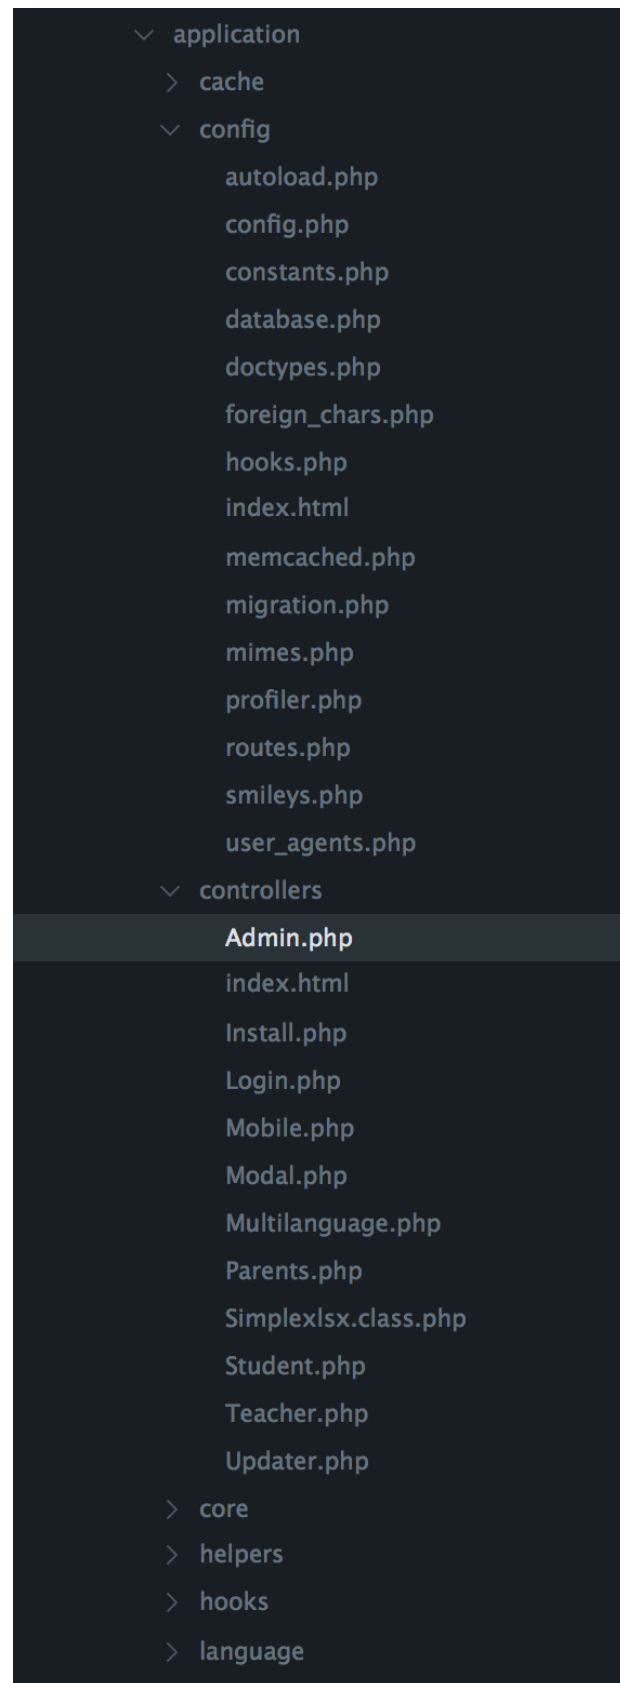 application
cache
config
autoload.php
config.php
constants.php
database.php
doctypes.php
foreign_chars.php
hooks.php
index.html
memcached.php
migration.php
mimes.php
profiler.php
routes.php
smileys.php
user_agents.php
controllers
Admin.php
index.html
Install.php
Login.php
Mobile.php
Modal.php
Multilanguage.php
Parents.php
Simplexlsx.class.php
Student.php
Teacher.php
Updater.php
core
helpers
hooks
language